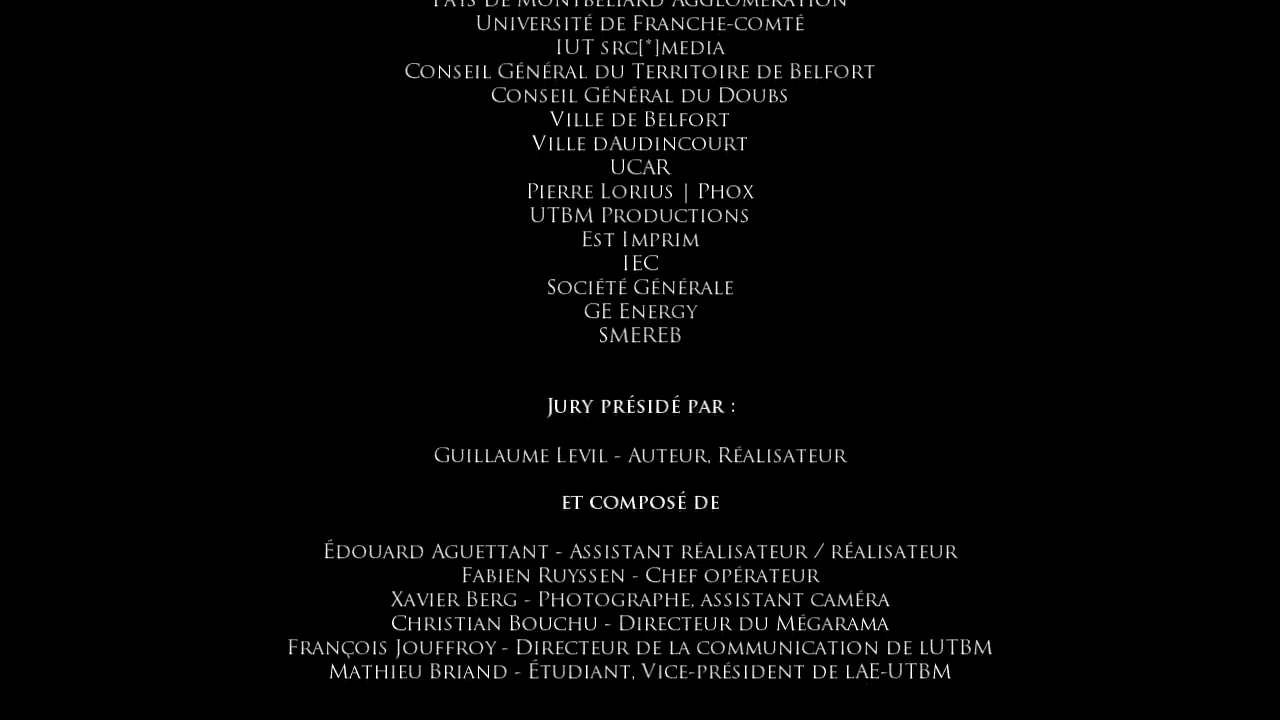 Pays de Montbéliard Agglomération
Université de Franche-comté
IUT src[*]media
Conseil Général du Territoire de Belfort
Conseil Général du Doubs
Ville de Belfort
Ville dAudincourt
UCAR
Pierre Lorius | Phox
UTBM Productions
Est Imprim
IEC
Société Générale
GE Energy
SMEREB
Jury présidé par :
Guillaume Levil - Auteur, Réalisateur
et composé de
Édouard Aguettant - Assistant réalisateur / réalisateur
Fabien Ruyssen - Chef opérateur
Xavier Berg - Photographe, assistant caméra
Christian Bouchu - Directeur du Mégarama
François Jouffroy - Directeur de la communication de lUTBM
Mathieu Briand - Étudiant, Vice-président de lAE-UTBM